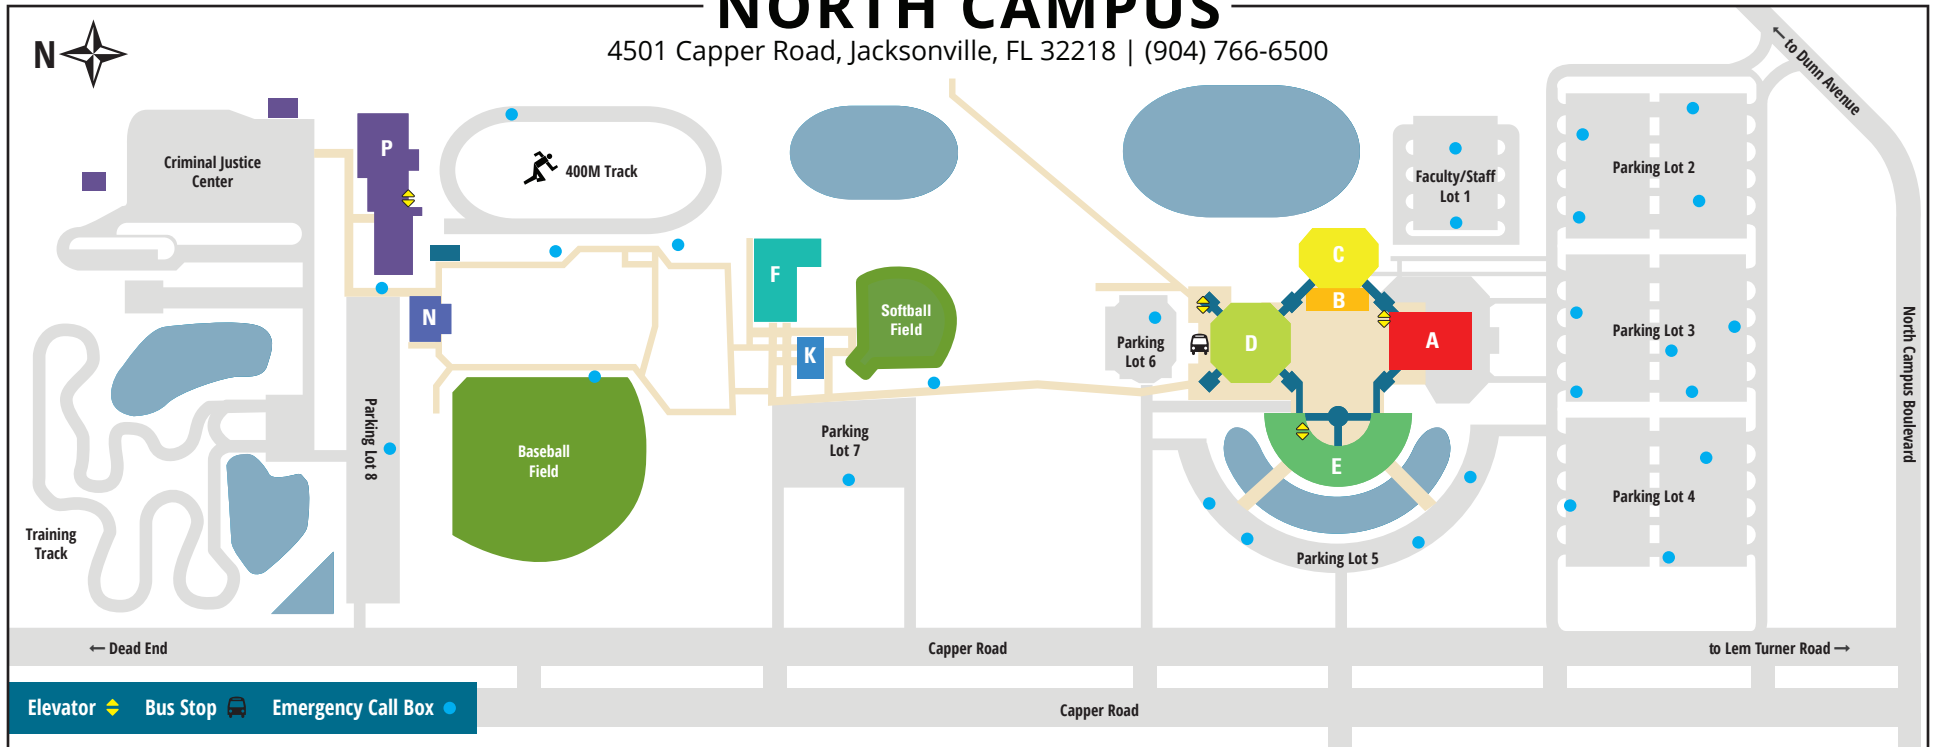 NORTH CAMPUS
4501 Capper Road, Jacksonville, FL 32218 | (904) 766-6500
N
← to Dunn Avenue
Criminal Justice
Center
P
400M Track
Faculty/Staff
Lot 1
Parking Lot 2
C
F
B
N
Softball
Field
K
Parking
Lot 6
D
A
Parking Lot 3
North Campus Boulevard
Parking Lot 8
Baseball
Field
Parking
Lot 7
E
Parking Lot 4
Training
Track
Parking Lot 5
← Dead End
Capper Road
to Lem Turner Road →
Elevator
Bus Stop
Emergency Call Box
Capper Road